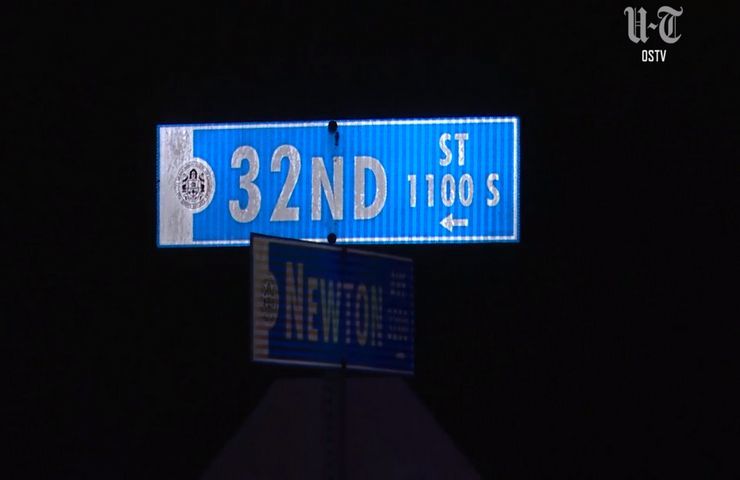 U-T
OSTV
32ND
ST
1100 S
NEWTON